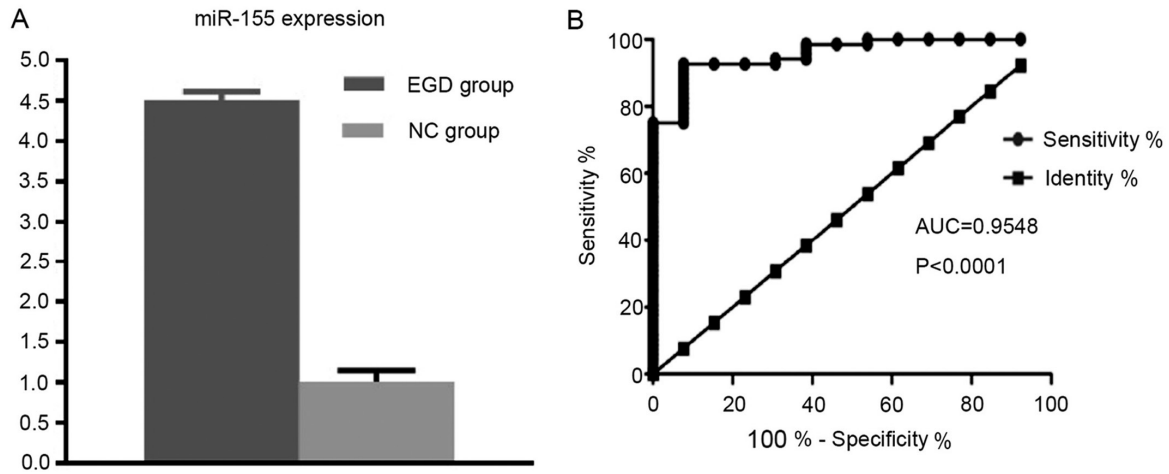 A
miR-155 expression
5.0
4.5
4.0
3.5
3.0
2.5
2.0
1.5
1.0
0.5
0.0
EGD group
NC group
B
100
80
60
40
20
0
Sensitivity %
0 20 40 60 80 100
100 % - Specificity %
Sensitivity %
Identity %
AUC=0.9548
P<0.0001